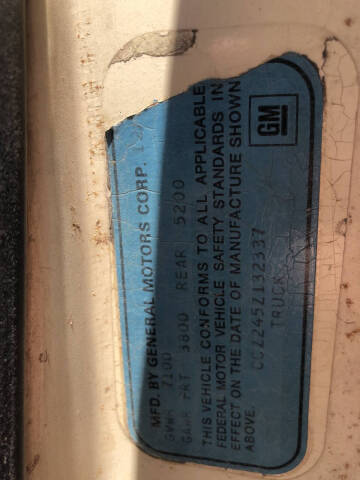 MFD. BY GENERAL MOTORS CORP.
GVWR 7100
GAWR FRT 3800 REAR 5200
THIS VEHICLE CONFORMS TO ALL APPLICABLE
FEDERAL MOTOR VEHICLE SAFETY STANDARDS IN
EFFECT ON THE DATE OF MANUFACTURE SHOWN
ABOVE.
CCZ245Z132337
TRUCK
GM